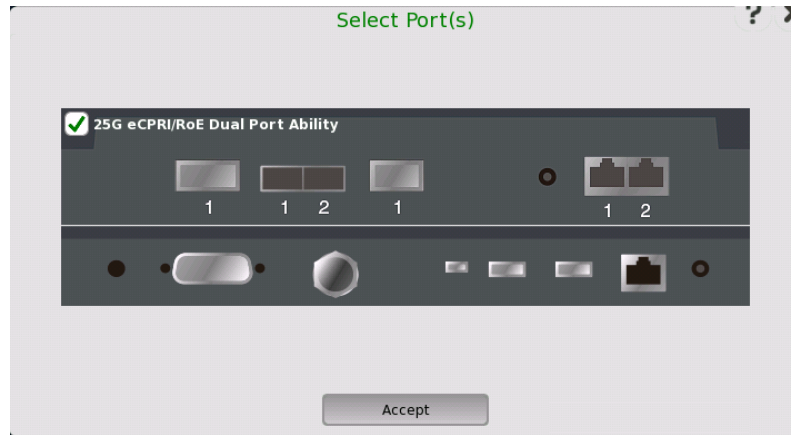 Select Port(s)
?
25G eCPRI/RoE Dual Port Ability
1 1 2 1 1 2
Accept